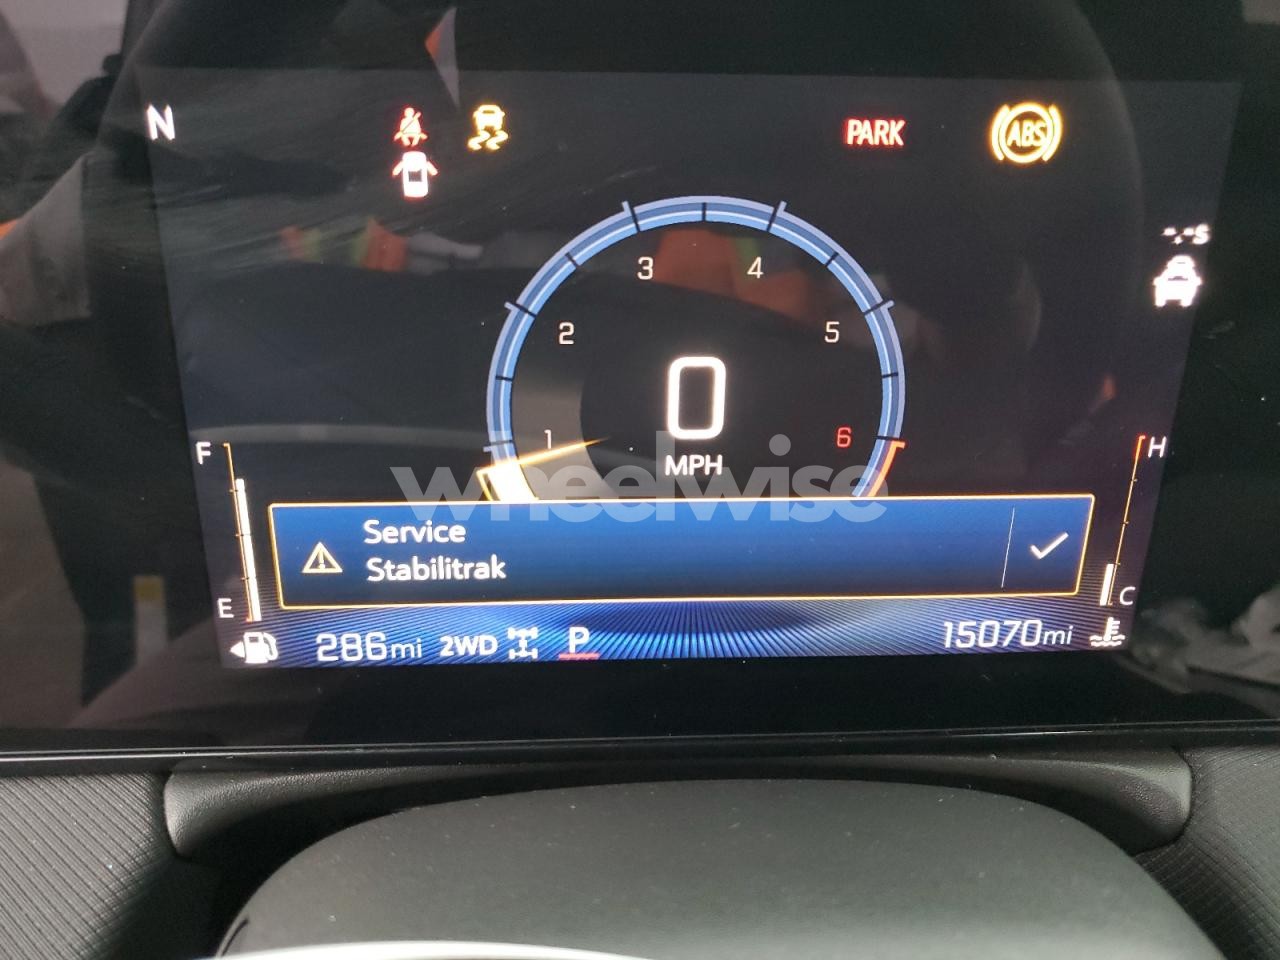 N
PARK
ABS
--.-s
3
4
2
5
0
1
6
MPH
F
H
wheelwise
Service
Stabilitrak
E
C
286mi 2WD P
15070mi